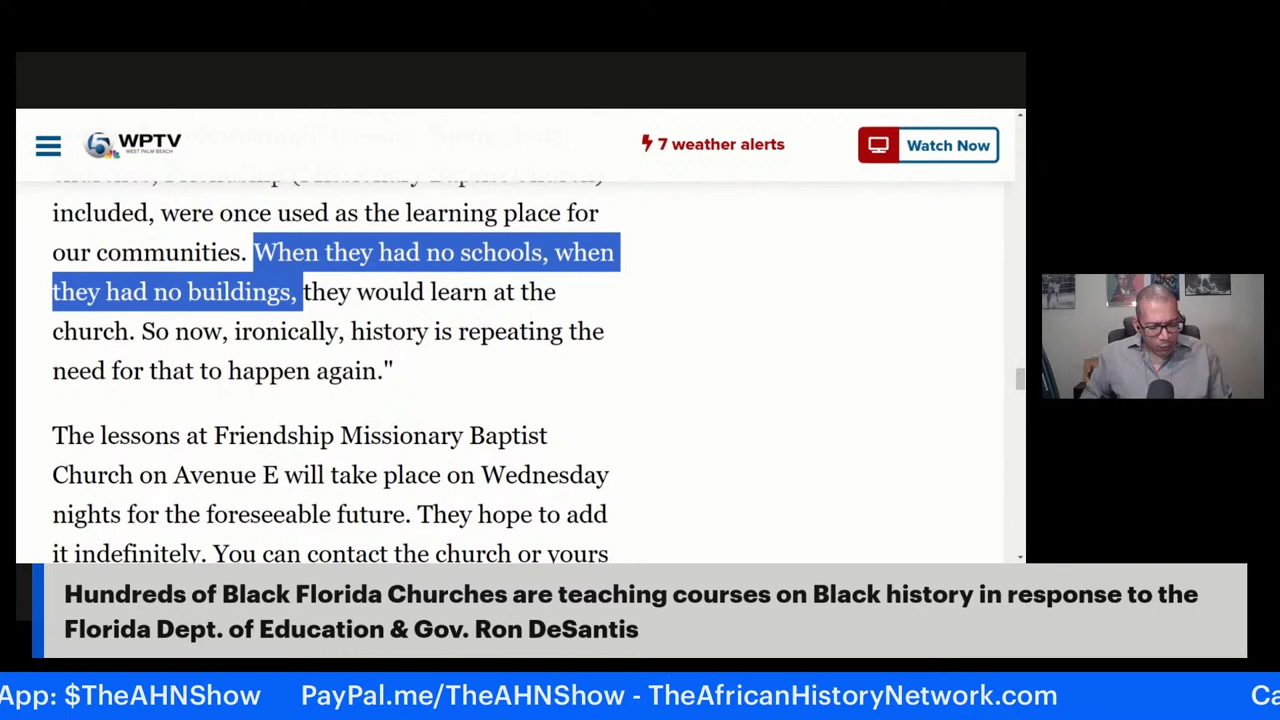 5 WPTV
WEST PALM BEACH
7 weather alerts
Watch Now
included, were once used as the learning place for
our communities. When they had no schools, when
they had no buildings, they would learn at the
church. So now, ironically, history is repeating the
need for that to happen again."
The lessons at Friendship Missionary Baptist
Church on Avenue E will take place on Wednesday
nights for the foreseeable future. They hope to add
it indefinitely. You can contact the church or yours
Hundreds of Black Florida Churches are teaching courses on Black history in response to the
Florida Dept. of Education & Gov. Ron DeSantis
App: $TheAHNShow PayPal.me/TheAHNShow - TheAfricanHistoryNetwork.com Ca